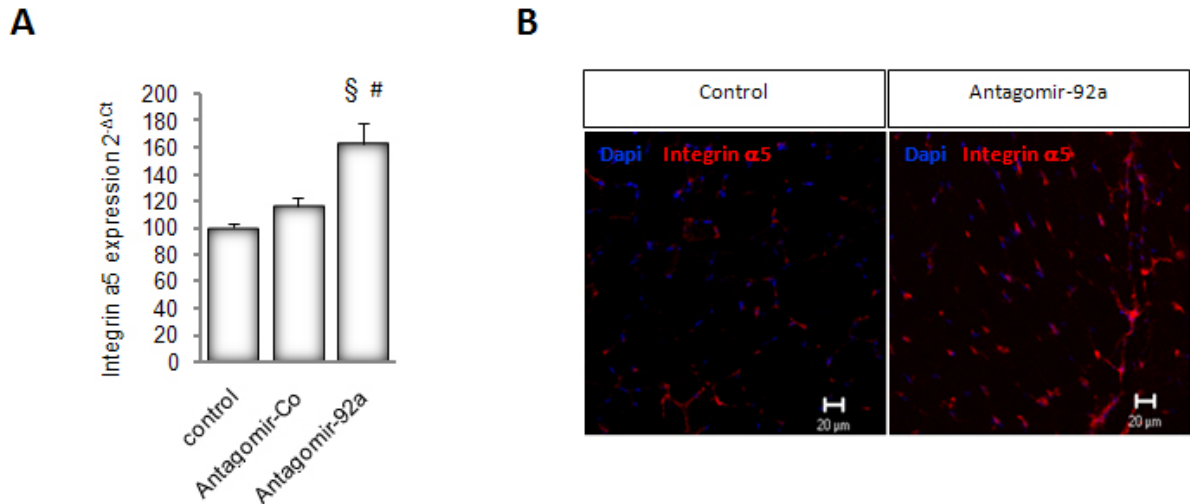 A
B
§ #
Integrin a5 expression 2-ΔCt
200
180
160
140
120
100
80
60
40
20
0
control
Antagomir-Co
Antagomir-92a
Control
Antagomir-92a
Dapi Integrin α5
Dapi Integrin α5
20 µm
20 µm